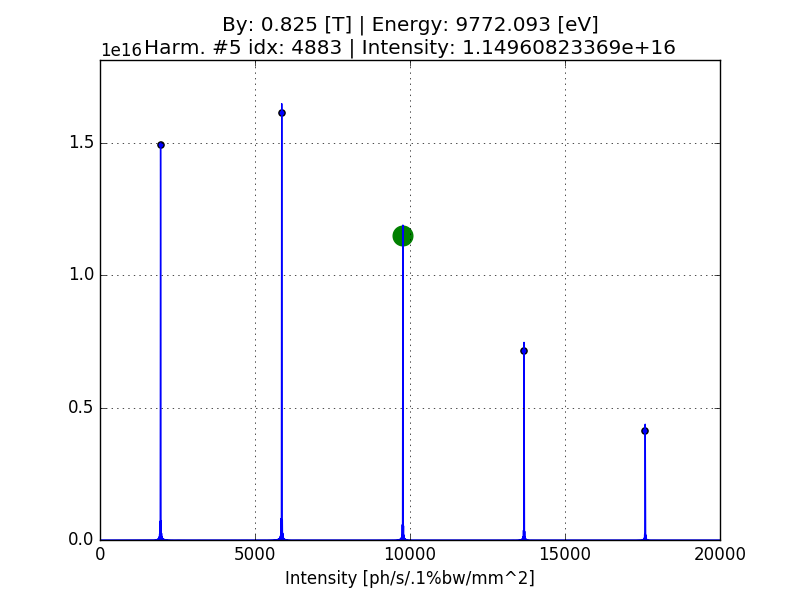 By: 0.825 [T] | Energy: 9772.093 [eV]
1e16 Harm. #5 idx: 4883 | Intensity: 1.14960823369e+16
1.5
1.0
0.5
0.0
0 5000 10000 15000 20000
Intensity [ph/s/.1%bw/mm^2]